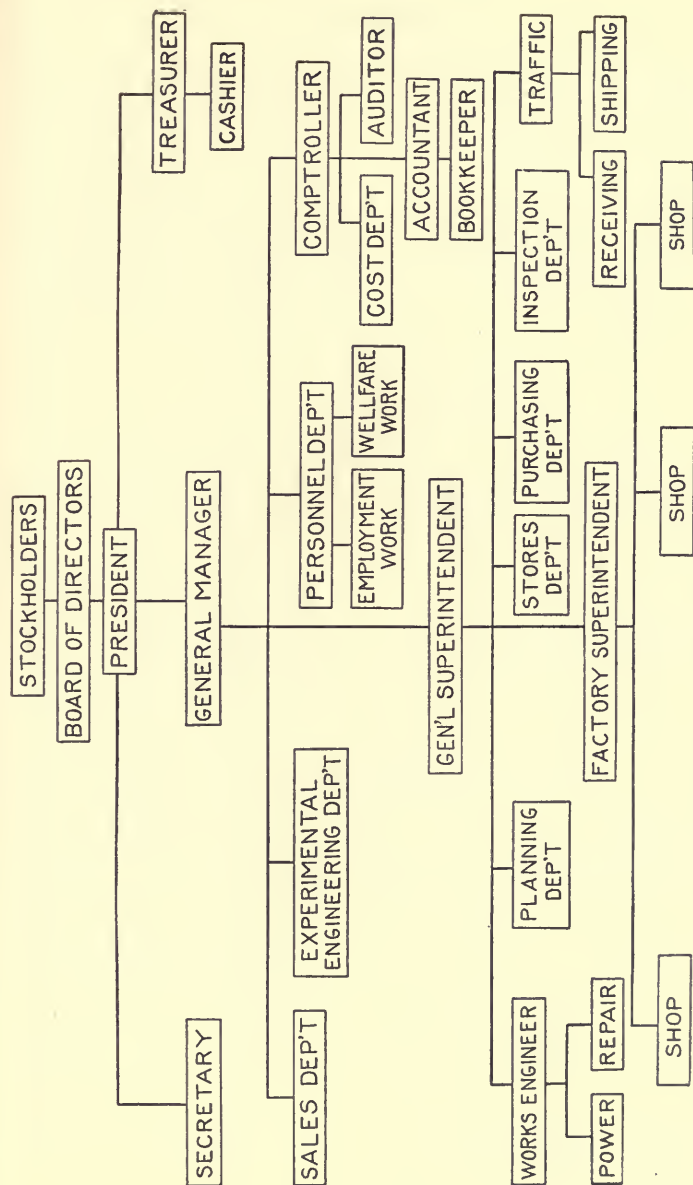 STOCKHOLDERS
BOARD OF DIRECTORS
PRESIDENT
SECRETARY
GENERAL MANAGER
TREASURER
CASHIER
SALES DEP'T
EXPERIMENTAL
ENGINEERING DEP'T
PERSONNEL DEP'T
EMPLOYMENT
WORK
WELLFARE
WORK
COMPTROLLER
COST DEP'T
AUDITOR
ACCOUNTANT
BOOKKEEPER
GEN'L SUPERINTENDENT
WORKS ENGINEER
POWER
REPAIR
PLANNING
DEP'T
STORES
DEP'T
PURCHASING
DEP'T
INSPECTION
DEP'T
TRAFFIC
RECEIVING
SHIPPING
FACTORY SUPERINTENDENT
SHOP
SHOP
SHOP